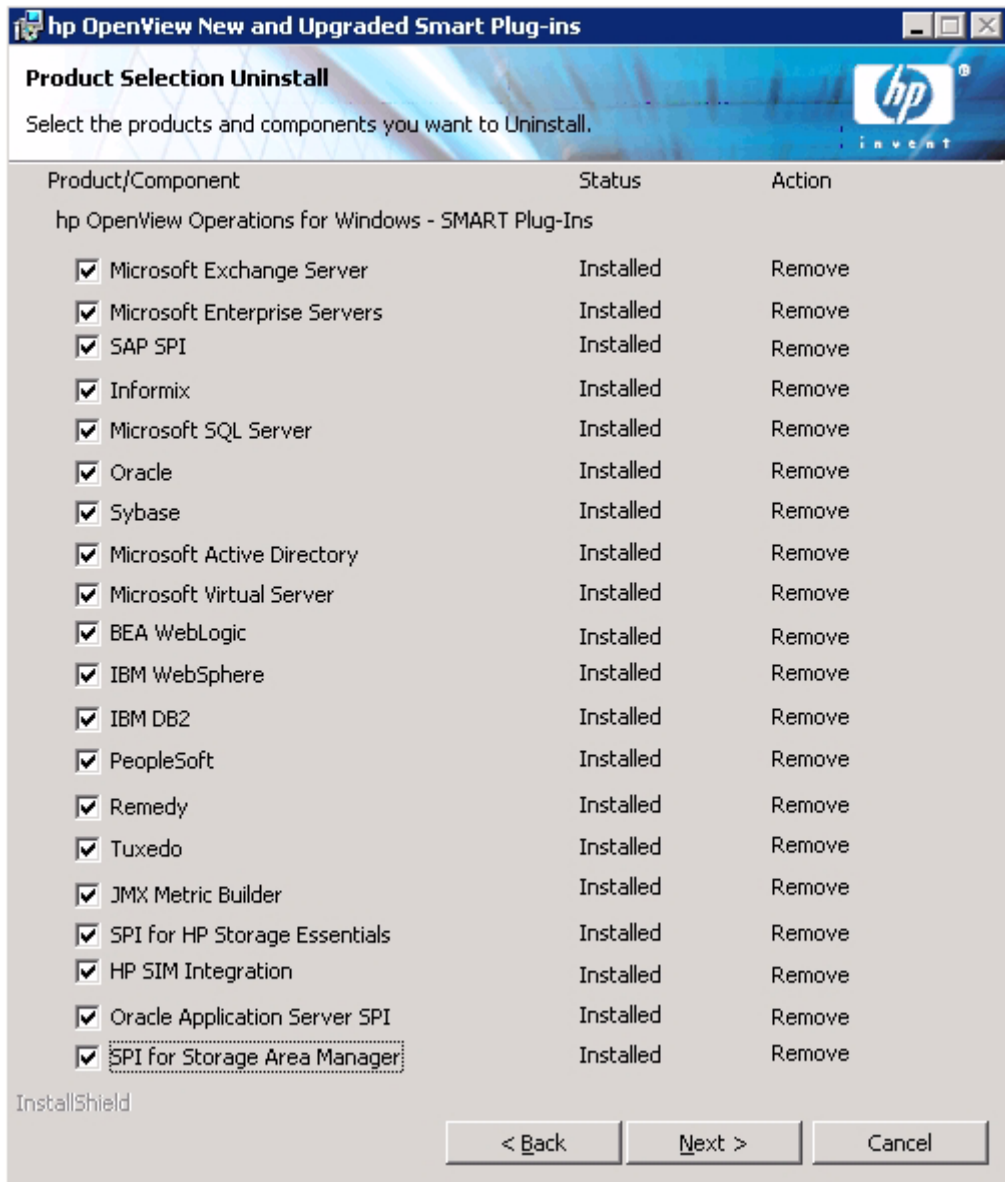 hp OpenView New and Upgraded Smart Plug-ins
Product Selection Uninstall
Select the products and components you want to Uninstall.
hp
®
invent
Product/Component Status Action
hp OpenView Operations for Windows - SMART Plug-Ins
Microsoft Exchange Server Installed Remove
Microsoft Enterprise Servers Installed Remove
SAP SPI Installed Remove
Informix Installed Remove
Microsoft SQL Server Installed Remove
Oracle Installed Remove
Sybase Installed Remove
Microsoft Active Directory Installed Remove
Microsoft Virtual Server Installed Remove
BEA WebLogic Installed Remove
IBM WebSphere Installed Remove
IBM DB2 Installed Remove
PeopleSoft Installed Remove
Remedy Installed Remove
Tuxedo Installed Remove
JMX Metric Builder Installed Remove
SPI for HP Storage Essentials Installed Remove
HP SIM Integration Installed Remove
Oracle Application Server SPI Installed Remove
SPI for Storage Area Manager Installed Remove
InstallShield
< Back Next > Cancel